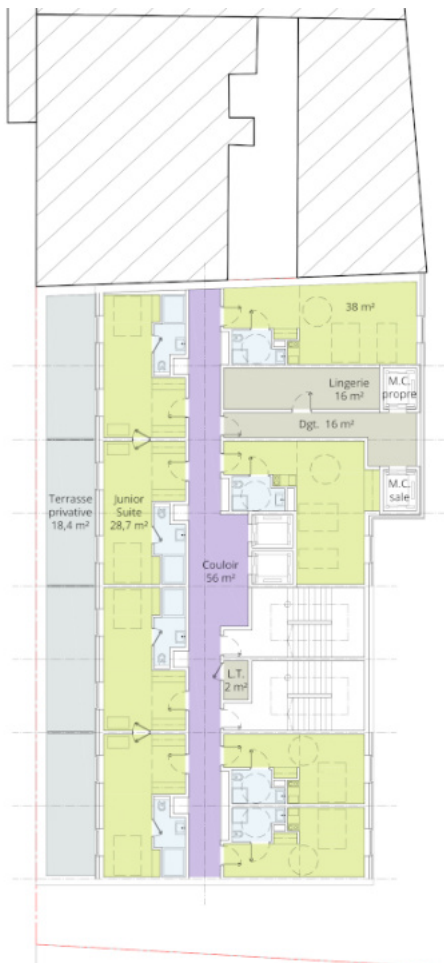 38 m²
Lingerie
16 m²
M.C.
propre
Dgt. 16 m²
M.C.
sale
Terrasse
privative
18,4 m²
Junior
Suite
28,7 m²
Couloir
56 m²
L.T.
2 m²